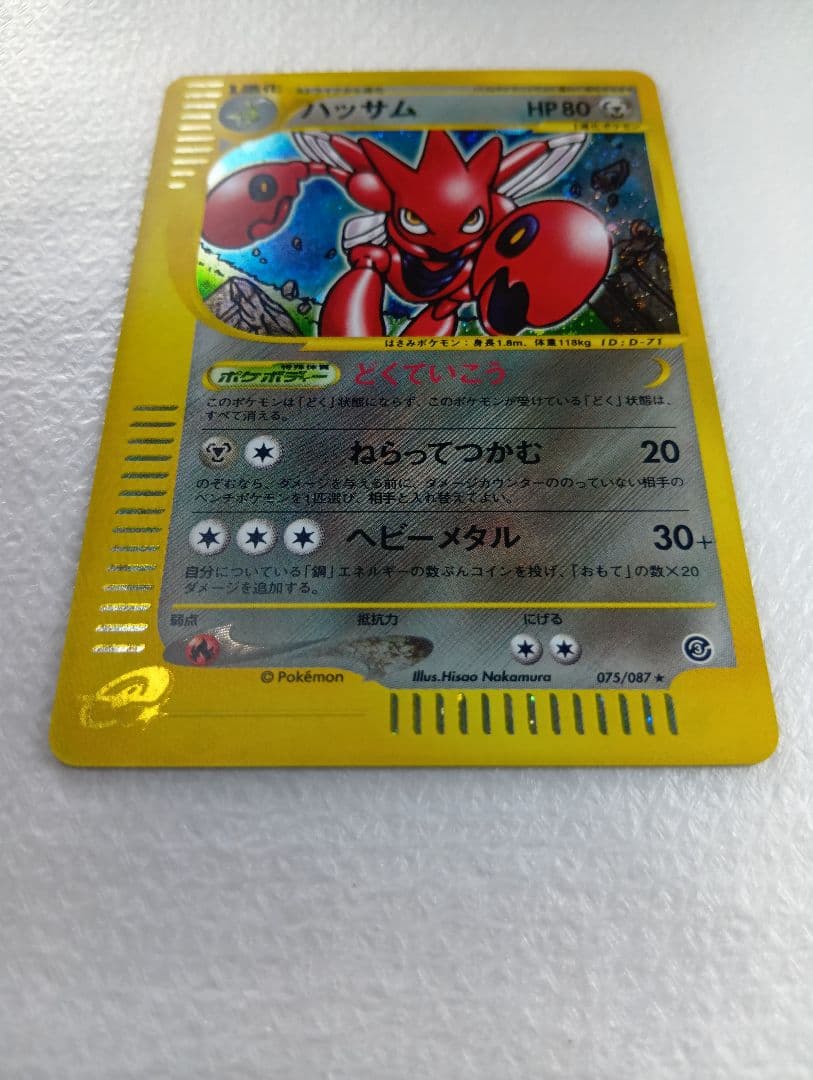 ハッサム HP80
はさみポケモン：身長1.8m、体重118kg ID:D-71
特殊体質
ポケボディー どくていこう
このポケモンは「どく」状態にならず、このポケモンが受けている「どく」状態は、
すべて消える。
ねらってつかむ 20
のぞむなら、ダメージを与える前に、ダメージカウンターののっていない相手の
ベンチポケモンを1匹選び、相手と入れ替えてよい。
ヘビーメタル 30+
自分についている「鋼」エネルギーの数ぶんコインを投げ、「おもて」の数×20
ダメージを追加する。
弱点 抵抗力 にげる
3
© Pokémon Illus.Hisao Nakamura 075/087 ★